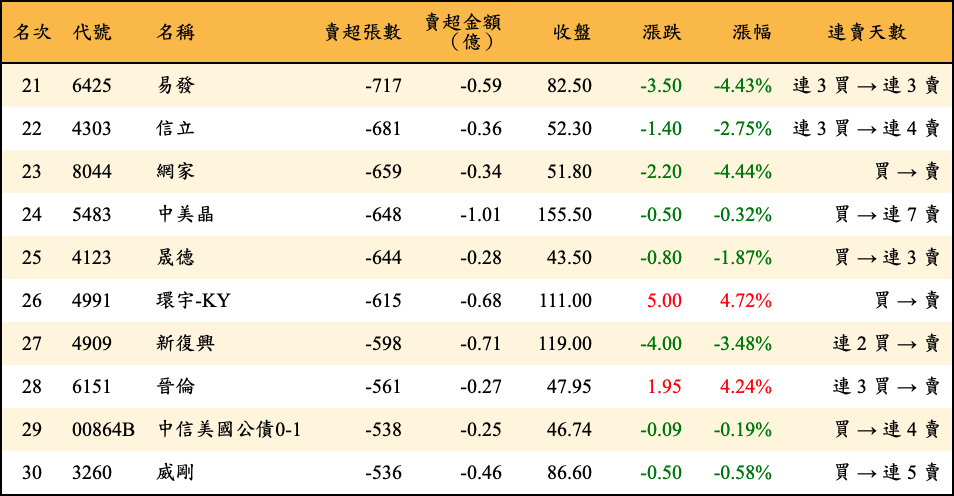 名次 代號 名稱 賣超張數 賣超金額（億） 收盤 漲跌 漲幅 連賣天數
21 6425 易發 -717 -0.59 82.50 -3.50 -4.43% 連 3 買 → 連 3 賣
22 4303 信立 -681 -0.36 52.30 -1.40 -2.75% 連 3 買 → 連 4 賣
23 8044 網家 -659 -0.34 51.80 -2.20 -4.44% 買 → 賣
24 5483 中美晶 -648 -1.01 155.50 -0.50 -0.32% 買 → 連 7 賣
25 4123 晟德 -644 -0.28 43.50 -0.80 -1.87% 買 → 連 3 賣
26 4991 環宇-KY -615 -0.68 111.00 5.00 4.72% 買 → 賣
27 4909 新復興 -598 -0.71 119.00 -4.00 -3.48% 連 2 買 → 賣
28 6151 晉倫 -561 -0.27 47.95 1.95 4.24% 連 3 買 → 賣
29 00864B 中信美國公債0-1 -538 -0.25 46.74 -0.09 -0.19% 買 → 連 4 賣
30 3260 威剛 -536 -0.46 86.60 -0.50 -0.58% 買 → 連 5 賣